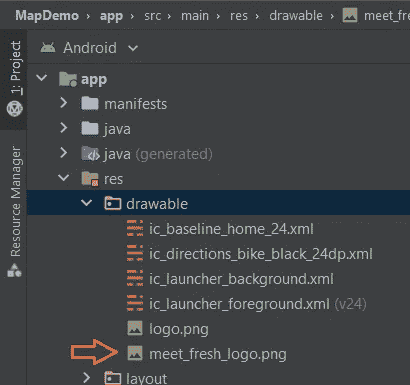 MapDemo › app › src › main › res › drawable › meet_fre
1: Project
Resource Manager
Android
app
manifests
java
java (generated)
res
drawable
ic_baseline_home_24.xml
ic_directions_bike_black_24dp.xml
ic_launcher_background.xml
ic_launcher_foreground.xml (v24)
logo.png
meet_fresh_logo.png
layout